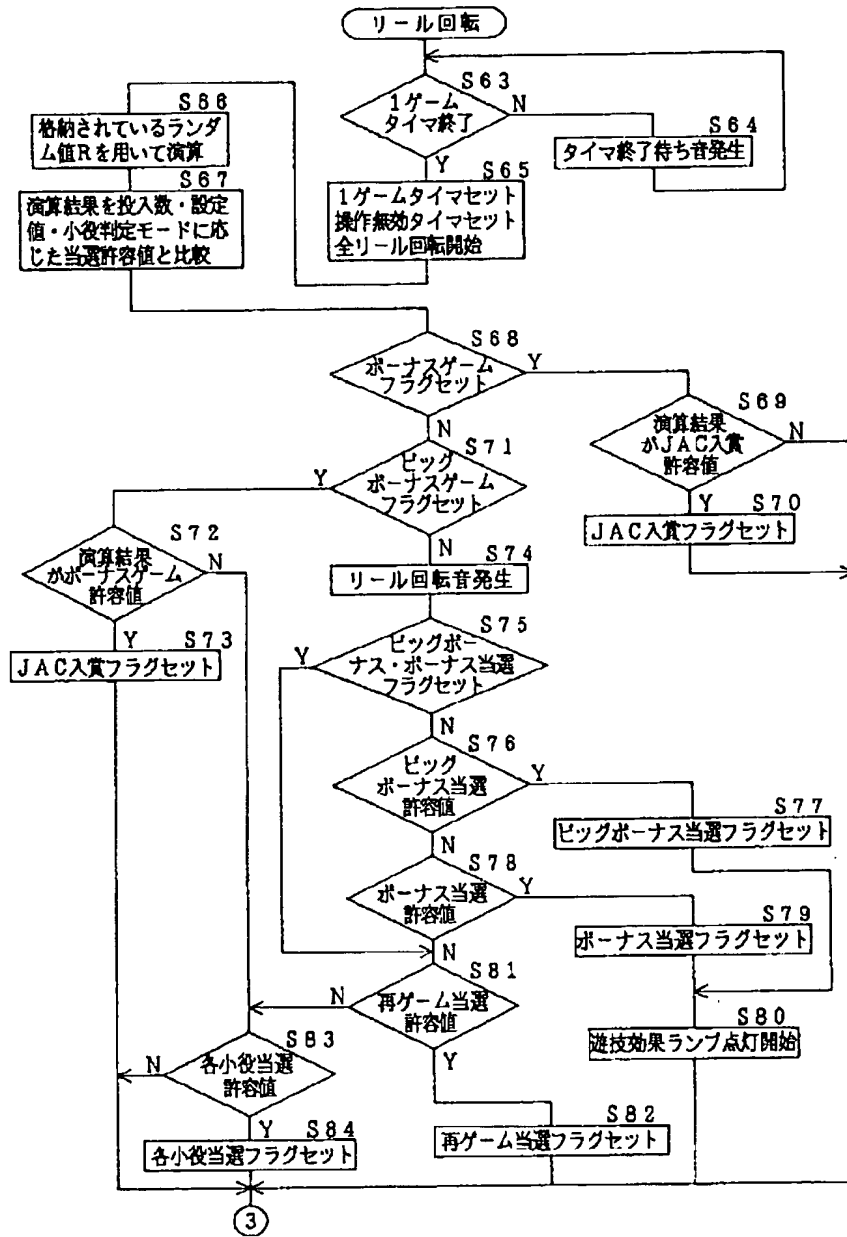 リール回転
S63
1ゲーム
タイマ終了
N
Y
S64
タイマ終了待ち音発生
S65
1ゲームタイマセット
操作無効タイマセット
全リール回転開始
S66
格納されているランダ
ム値Rを用いて演算
S67
演算結果を投入数・設定
値・小役判定モードに応
じた当選許容値と比較
S68
ボーナスゲーム
フラグセット
Y
N
S69
演算結果
がJAC入賞
許容値
N
Y
S70
JAC入賞フラグセット
S71
ビッグ
ボーナスゲーム
フラグセット
Y
N
S72
演算結果
がボーナスゲーム
許容値
N
Y
S73
JAC入賞フラグセット
S74
リール回転音発生
S75
ビッグボー
ナス・ボーナス当選
フラグセット
Y
N
S76
ビッグ
ボーナス当選
許容値
Y
N
S77
ビッグボーナス当選フラグセット
S78
ボーナス当選
許容値
Y
N
S79
ボーナス当選フラグセット
S80
遊技効果ランプ点灯開始
S81
再ゲーム当選
許容値
N
Y
S82
再ゲーム当選フラグセット
S83
各小役当選
許容値
N
Y
S84
各小役当選フラグセット
3